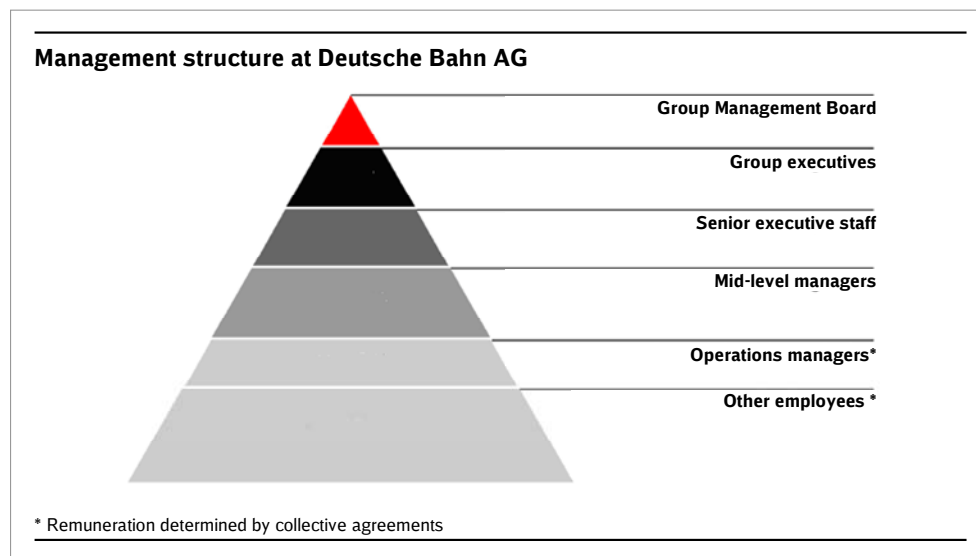 Management structure at Deutsche Bahn AG
Group Management Board
Group executives
Senior executive staff
Mid-level managers
Operations managers*
Other employees *
* Remuneration determined by collective agreements